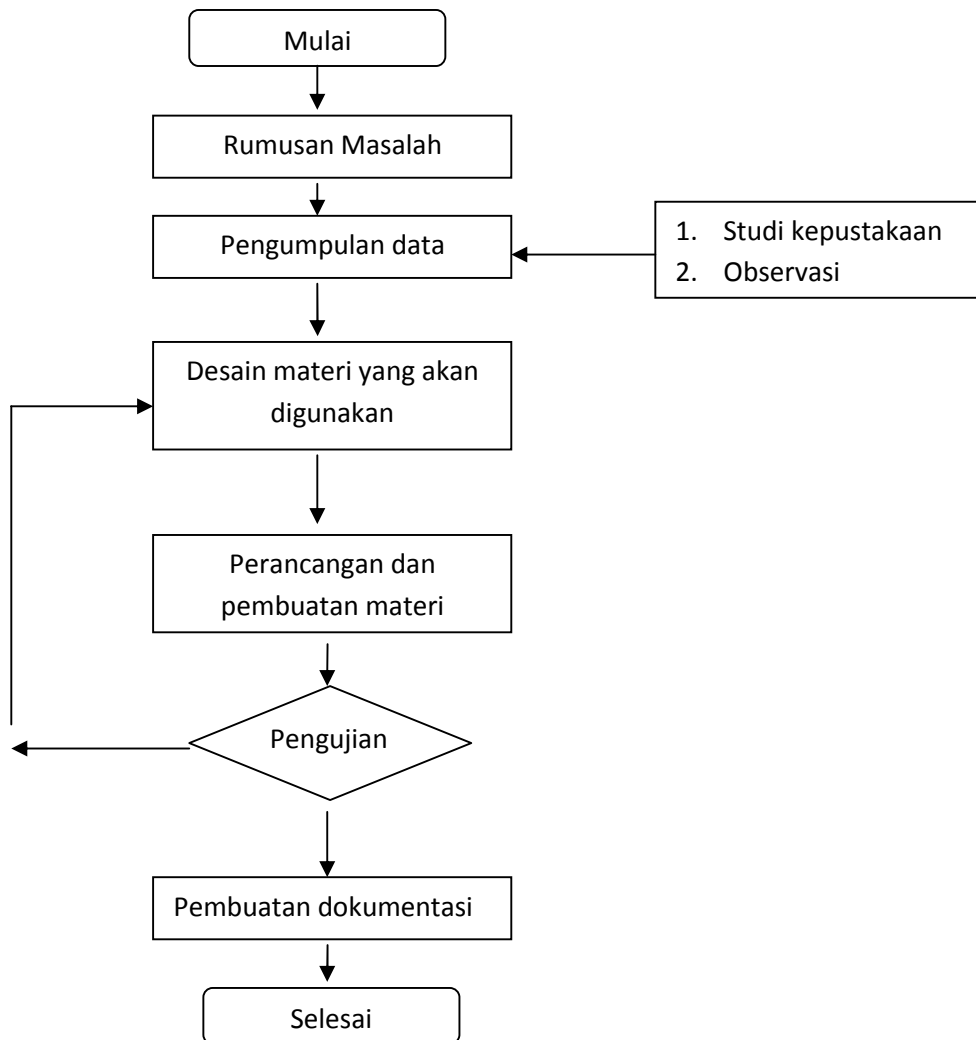 Mulai
Rumusan Masalah
Pengumpulan data
1. Studi kepustakaan
2. Observasi
Desain materi yang akan
digunakan
Perancangan dan
pembuatan materi
Pengujian
Pembuatan dokumentasi
Selesai